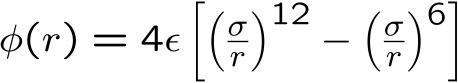 ϕ(r) = 4ϵ [ (σ/r)^12 − (σ/r)^6 ]